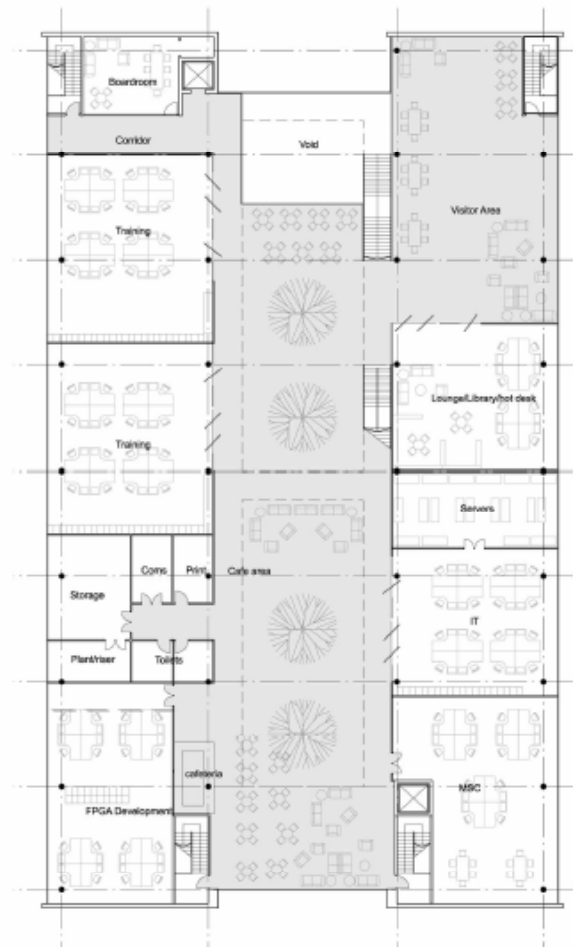 Boardroom
Corridor
Void
Training
Visitor Area
Lounge/Library/hot desk
Training
Servers
Coms
Print
Cafe area
Storage
IT
Plant/riser
Toilets
cafeteria
MSC
FPGA Development